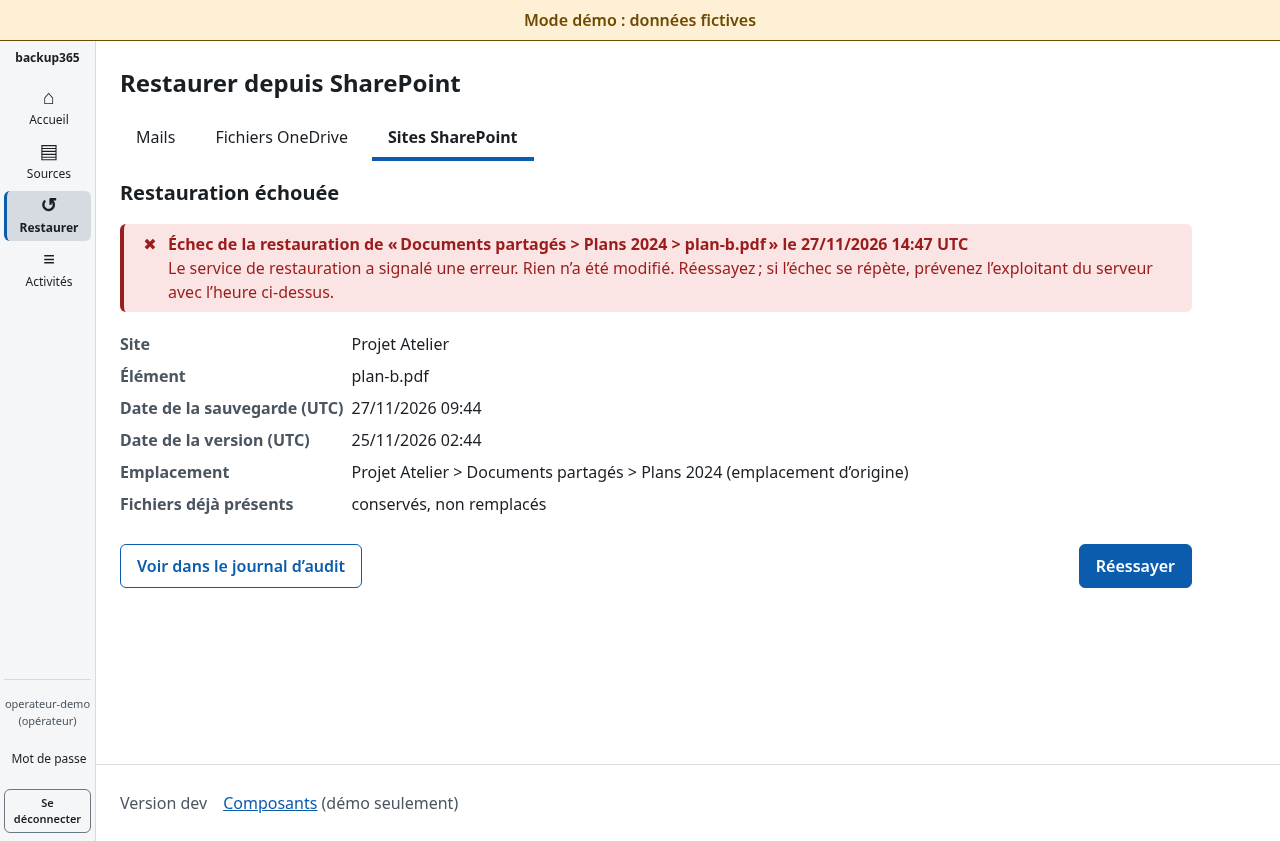 Mode démo : données fictives
backup365
Accueil
Sources
Restaurer
Activités
operateur-demo
(opérateur)
Mot de passe
Se
déconnecter
Restaurer depuis SharePoint
Mails
Fichiers OneDrive
Sites SharePoint
Restauration échouée
✖ Échec de la restauration de « Documents partagés > Plans 2024 > plan-b.pdf » le 27/11/2026 14:47 UTC
Le service de restauration a signalé une erreur. Rien n’a été modifié. Réessayez ; si l’échec se répète, prévenez l’exploitant du serveur
avec l’heure ci-dessus.
Site Projet Atelier
Élément plan-b.pdf
Date de la sauvegarde (UTC) 27/11/2026 09:44
Date de la version (UTC) 25/11/2026 02:44
Emplacement Projet Atelier > Documents partagés > Plans 2024 (emplacement d’origine)
Fichiers déjà présents conservés, non remplacés
Voir dans le journal d’audit
Réessayer
Version dev Composants (démo seulement)